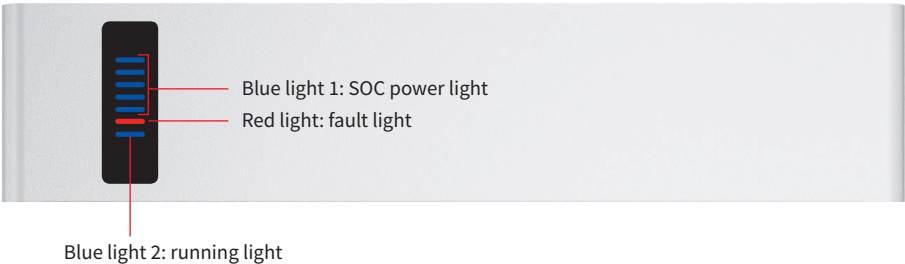 Blue light 1: SOC power light
Red light: fault light
Blue light 2: running light